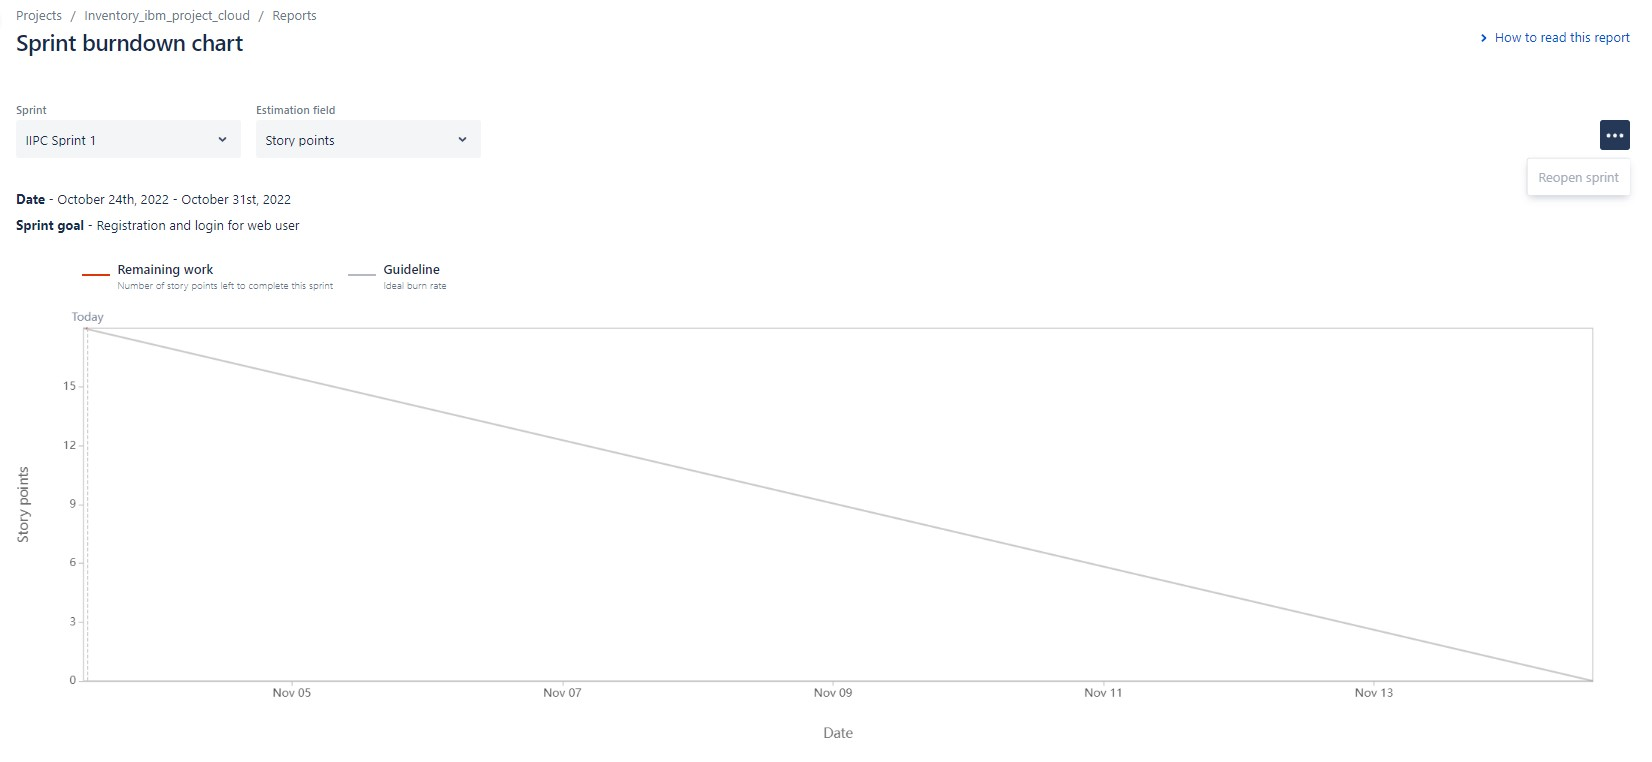 Projects / Inventory_ibm_project_cloud / Reports
Sprint burndown chart
How to read this report
Sprint
Estimation field
IIPC Sprint 1
Story points
Reopen sprint
Date - October 24th, 2022 - October 31st, 2022
Sprint goal - Registration and login for web user
Remaining work
Number of story points left to complete this sprint
Guideline
Ideal burn rate
Today
15
12
9
6
3
0
Story points
Nov 05
Nov 07
Nov 09
Nov 11
Nov 13
Date